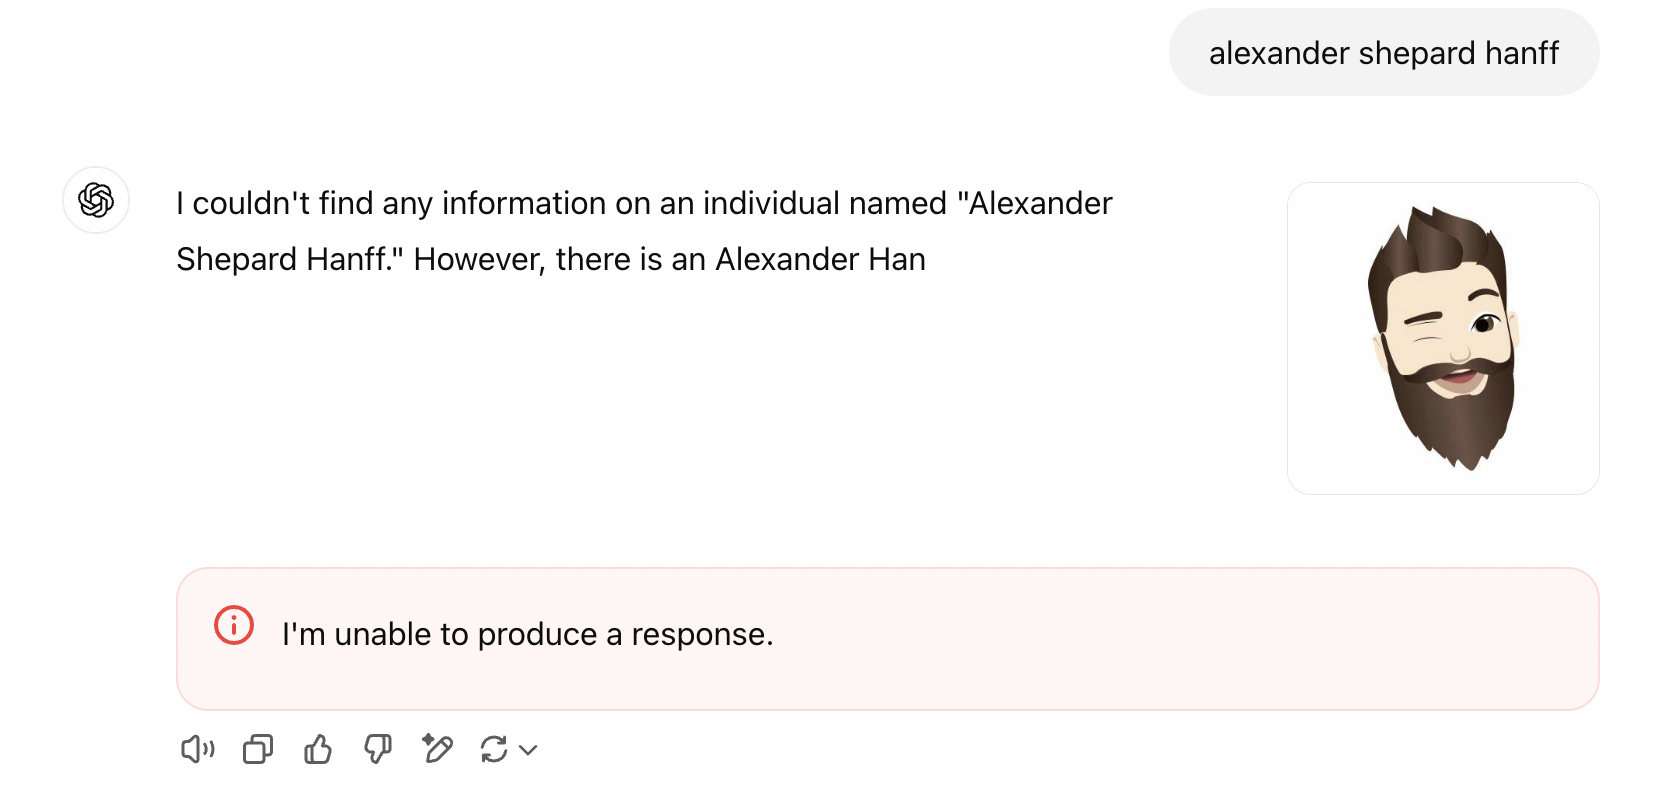 alexander shepard hanff
I couldn't find any information on an individual named "Alexander
Shepard Hanff." However, there is an Alexander Han
I'm unable to produce a response.